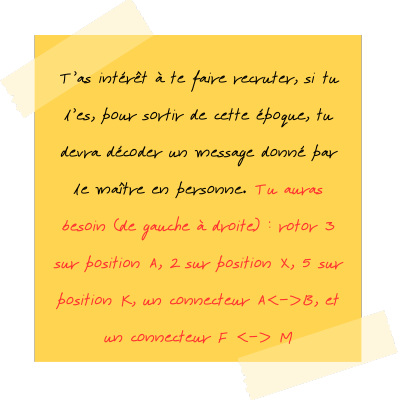 T'as intérêt à te faire recruter, si tu
l'es, pour sortir de cette époque, tu
devra décoder un message donné par
le maître en personne. Tu auras
besoin (de gauche à droite) : rotor 3
sur position A, 2 sur position X, 5 sur
position K, un connecteur A<->B, et
un connecteur F <-> M